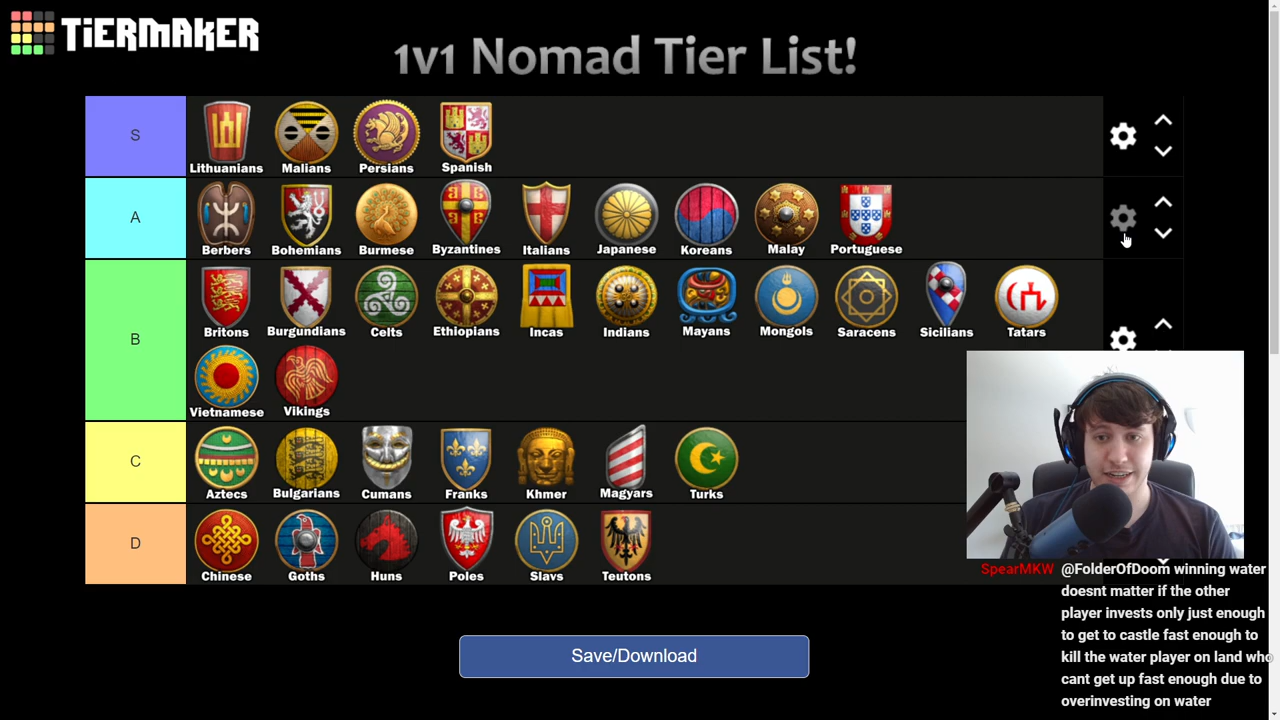 TiERMAKER
1v1 Nomad Tier List!
S
Lithuanians Malians Persians Spanish
A
Berbers Bohemians Burmese Byzantines Italians Japanese Koreans Malay Portuguese
B
Britons Burgundians Celts Ethiopians Incas Indians Mayans Mongols Saracens Sicilians Tatars
Vietnamese Vikings
C
Aztecs Bulgarians Cumans Franks Khmer Magyars Turks
D
Chinese Goths Huns Poles Slavs Teutons
Save/Download
SpearMKW @FolderOfDoom winning water
doesnt matter if the other
player invests only just enough
to get to castle fast enough to
kill the water player on land who
cant get up fast enough due to
overinvesting on water